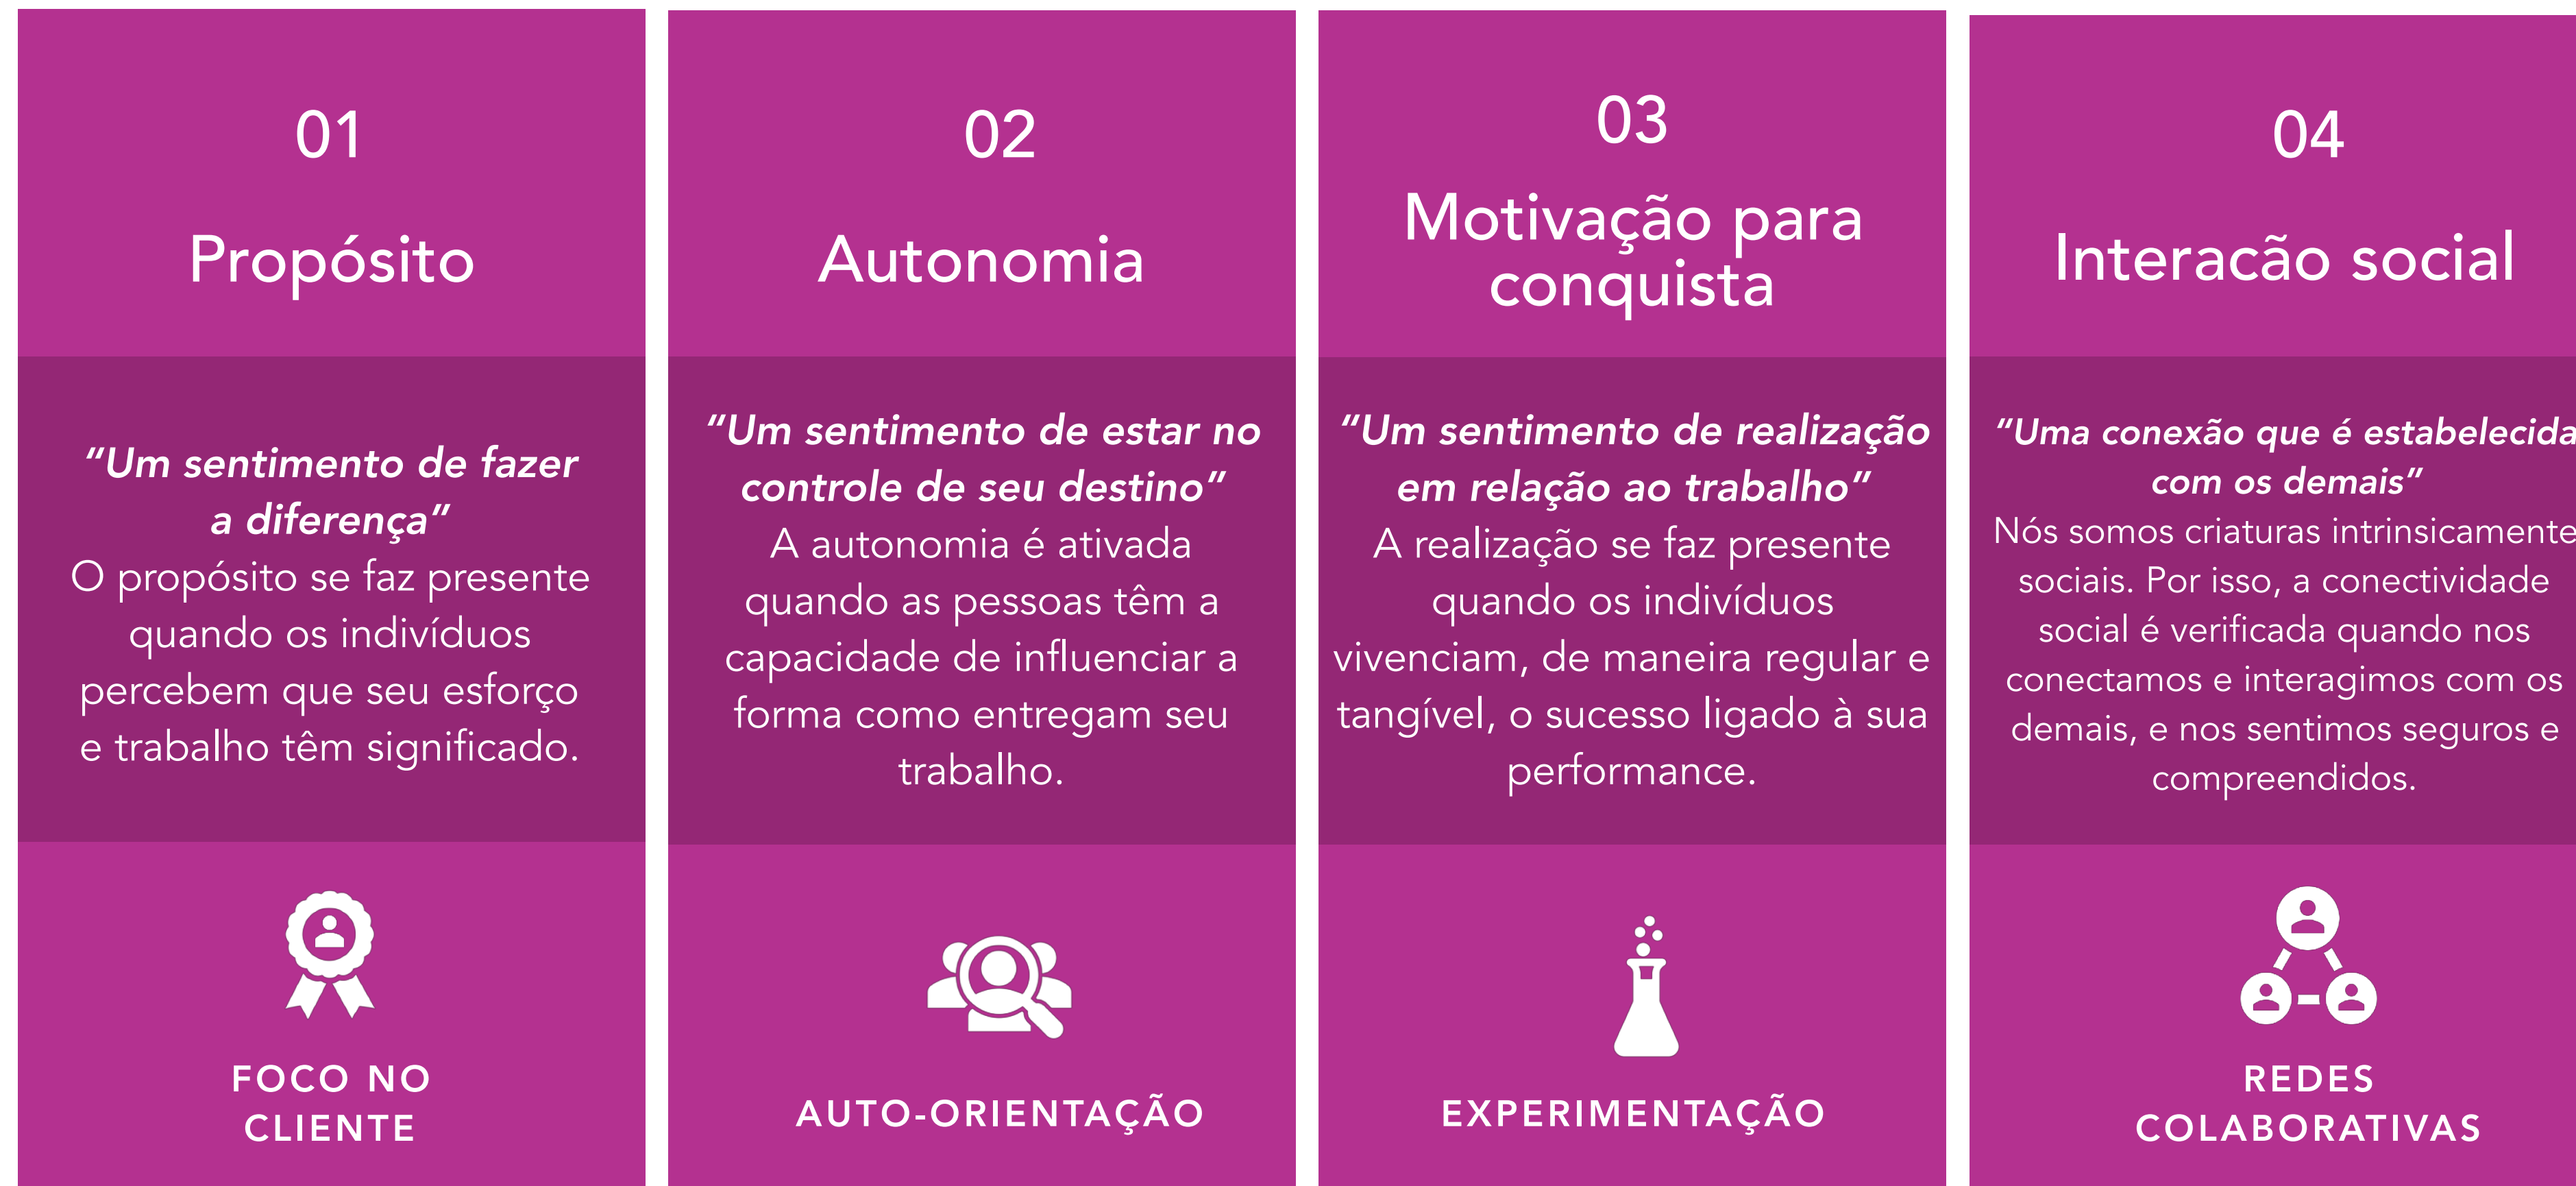 01
Propósito
“Um sentimento de fazer
a diferença”
O propósito se faz presente
quando os indivíduos
percebem que seu esforço
e trabalho têm significado.
FOCO NO
CLIENTE
02
Autonomia
“Um sentimento de estar no
controle de seu destino”
A autonomia é ativada
quando as pessoas têm a
capacidade de influenciar a
forma como entregam seu
trabalho.
AUTO-ORIENTAÇÃO
03
Motivação para
conquista
“Um sentimento de realização
em relação ao trabalho”
A realização se faz presente
quando os indivíduos
vivenciam, de maneira regular e
tangível, o sucesso ligado à sua
performance.
EXPERIMENTAÇÃO
04
Interacão social
“Uma conexão que é estabelecida
com os demais”
Nós somos criaturas intrinsicamente
sociais. Por isso, a conectividade
social é verificada quando nos
conectamos e interagimos com os
demais, e nos sentimos seguros e
compreendidos.
REDES
COLABORATIVAS